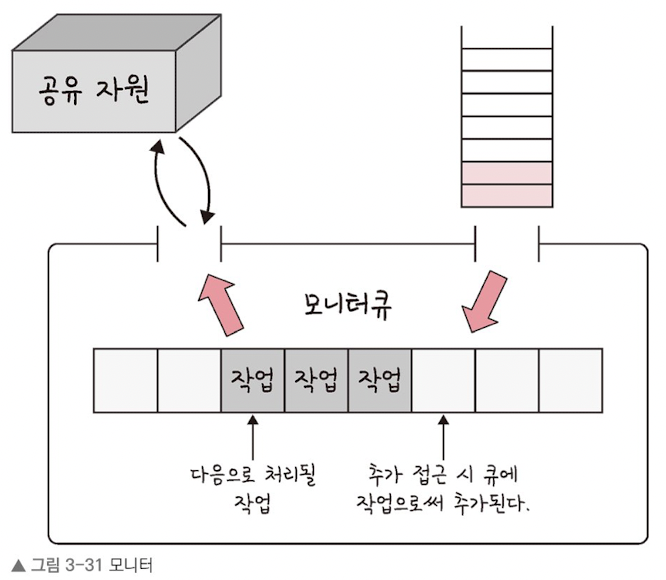 공유 자원
모니터큐
작업 작업 작업
다음으로 처리될
작업
추가 접근 시 큐에
작업으로써 추가된다.
▲ 그림 3-31 모니터